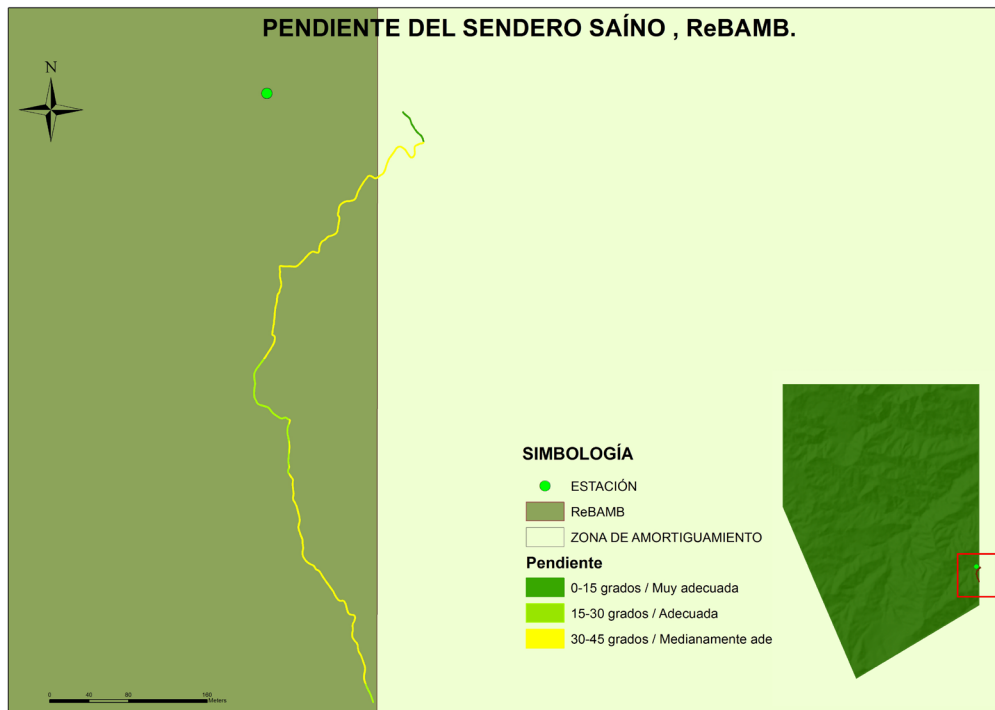 PENDIENTE DEL SENDERO SAÍNO , ReBAMB.
N
SIMBOLOGÍA
ESTACIÓN
ReBAMB
ZONA DE AMORTIGUAMIENTO
Pendiente
0-15 grados / Muy adecuada
15-30 grados / Adecuada
30-45 grados / Medianamente ade
0 40 80 160
Meters